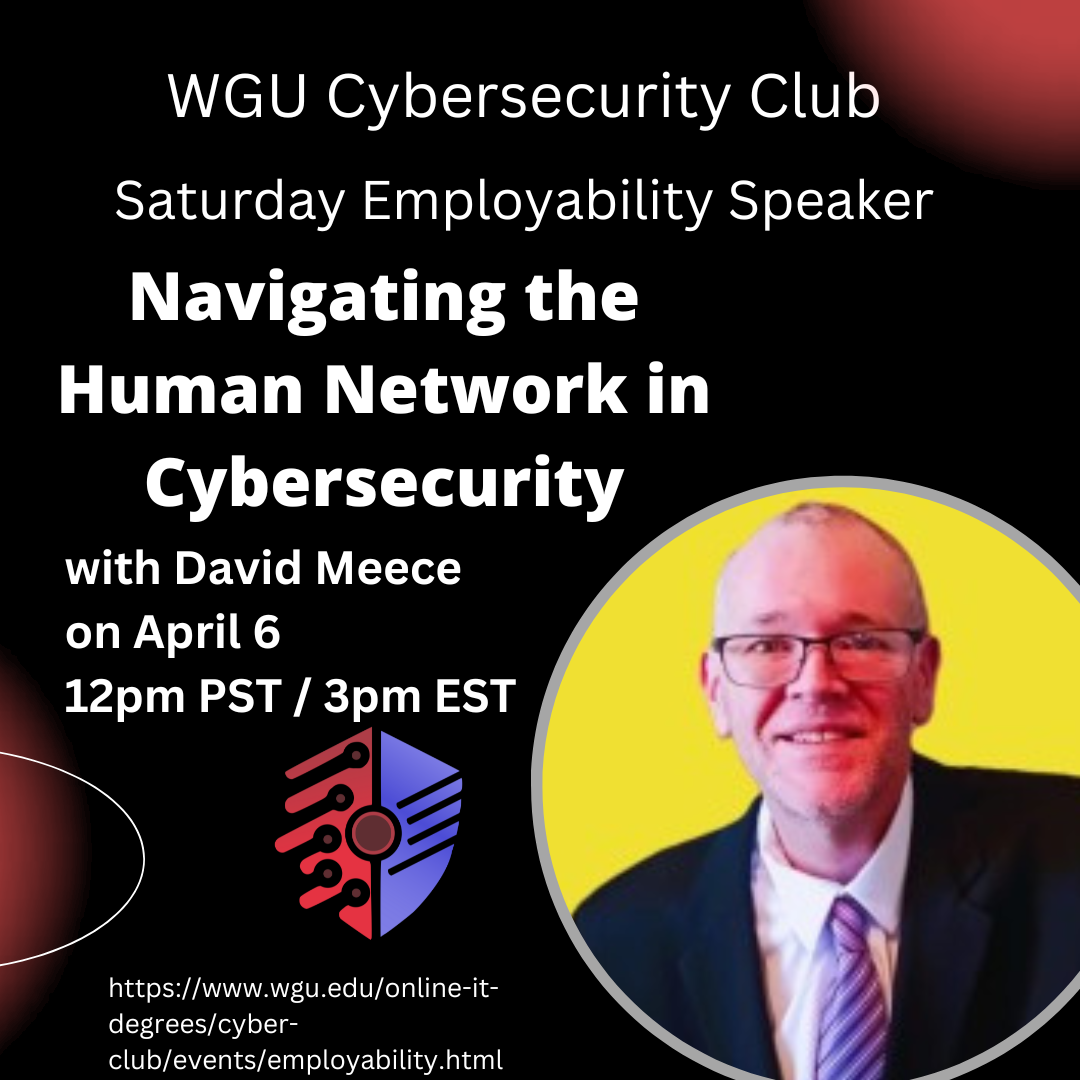 WGU Cybersecurity Club
Saturday Employability Speaker
Navigating the
Human Network in
Cybersecurity
with David Meece
on April 6
12pm PST / 3pm EST
https://www.wgu.edu/online-it-
degrees/cyber-
club/events/employability.html